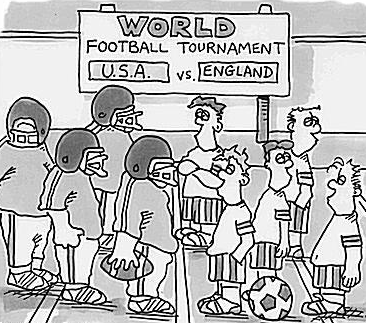 WORLD
FOOTBALL TOURNAMENT
U.S.A. vs. ENGLAND